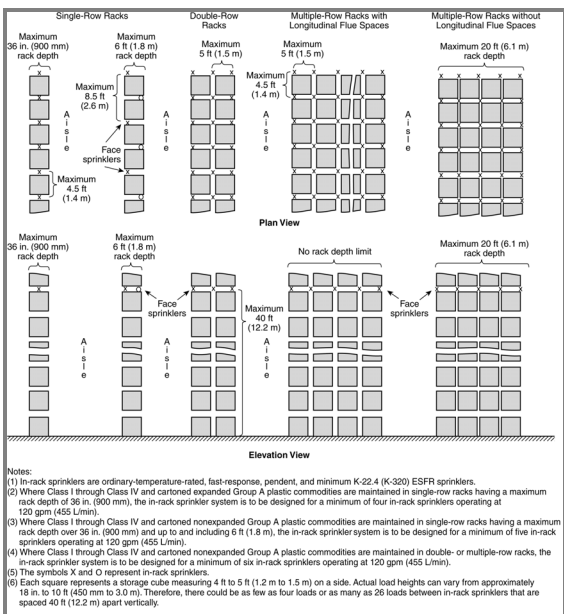 Single-Row Racks
Double-Row
Racks
Multiple-Row Racks with
Longitudinal Flue Spaces
Multiple-Row Racks without
Longitudinal Flue Spaces
Maximum
36 in. (900 mm)
rack depth
Maximum
6 ft (1.8 m)
rack depth
Maximum
5 ft (1.5 m)
Maximum
5 ft (1.5 m)
Maximum 20 ft (6.1 m)
rack depth
Maximum
8.5 ft
(2.6 m)
Maximum
4.5 ft
(1.4 m)
Aisle
Aisle
Aisle
Aisle
Face
sprinklers
Maximum
4.5 ft
(1.4 m)
Plan View
Maximum
36 in. (900 mm)
rack depth
Maximum
6 ft (1.8 m)
rack depth
No rack depth limit
Maximum 20 ft (6.1 m)
rack depth
Face
sprinklers
Maximum
40 ft
(12.2 m)
Face
sprinklers
Aisle
Aisle
Aisle
Aisle
Elevation View
Notes:
(1) In-rack sprinklers are ordinary-temperature-rated, fast-response, pendent, and minimum K-22.4 (K-320) ESFR sprinklers.
(2) Where Class I through Class IV and cartoned expanded Group A plastic commodities are maintained in single-row racks having a maximum
rack depth of 36 in. (900 mm), the in-rack sprinkler system is to be designed for a minimum of four in-rack sprinklers operating at
120 gpm (455 L/min).
(3) Where Class I through Class IV and cartoned nonexpanded Group A plastic commodities are maintained in single-row racks having a maximum
rack depth over 36 in. (900 mm) and up to and including 6 ft (1.8 m), the in-rack sprinkler system is to be designed for a minimum of five in-rack
sprinklers operating at 120 gpm (455 L/min).
(4) Where Class I through Class IV and cartoned nonexpanded Group A plastic commodities are maintained in double- or multiple-row racks, the
in-rack sprinkler system is to be designed for a minimum of six in-rack sprinklers operating at 120 gpm (455 L/min).
(5) The symbols X and O represent in-rack sprinklers.
(6) Each square represents a storage cube measuring 4 ft to 5 ft (1.2 m to 1.5 m) on a side. Actual load heights can vary from approximately
18 in. to 10 ft (450 mm to 3.0 m). Therefore, there could be as few as four loads or as many as 26 loads between in-rack sprinklers that are
spaced 40 ft (12.2 m) apart vertically.